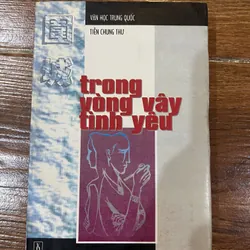 VĂN HỌC TRUNG QUỐC
TIỀN CHUNG THƯ
trong
vòng vây
tình yêu